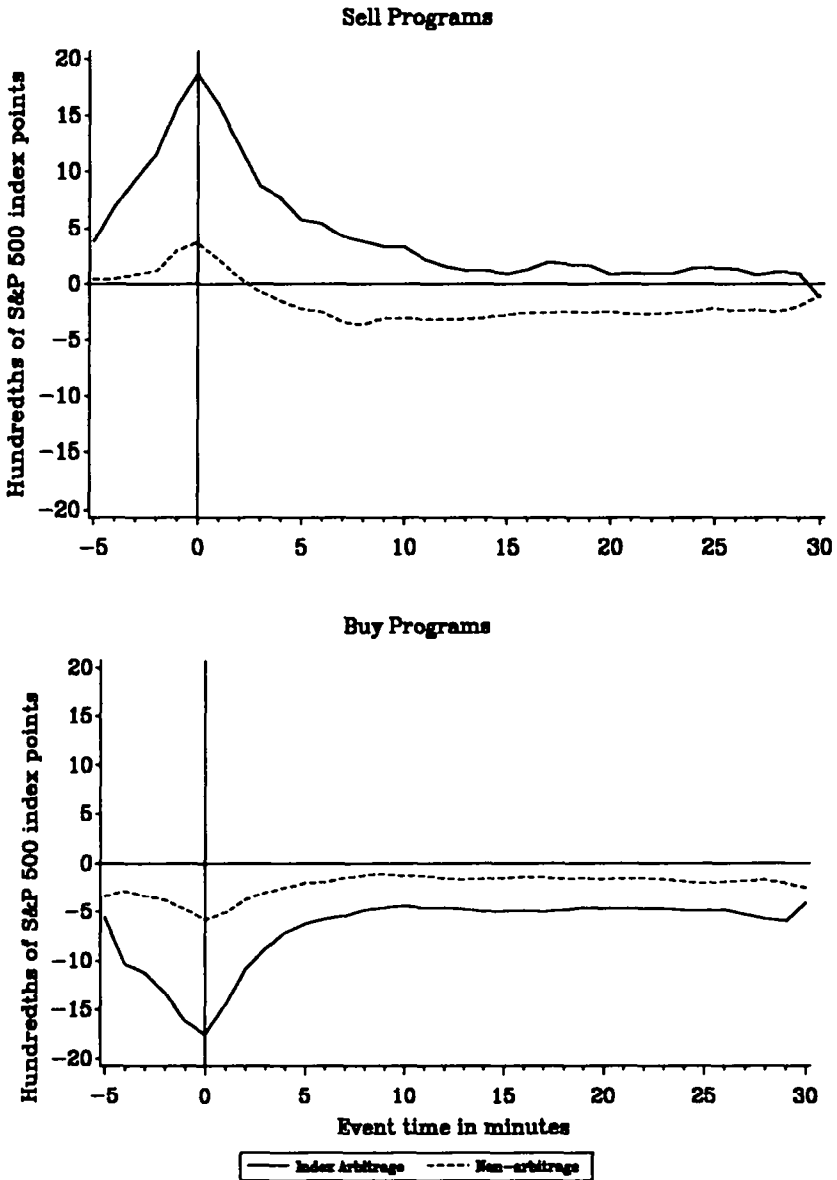 Sell Programs
Hundredths of S&P 500 index points
20
15
10
5
0
−5
−10
−15
−20
−5 0 5 10 15 20 25 30
Buy Programs
Hundredths of S&P 500 index points
20
15
10
5
0
−5
−10
−15
−20
−5 0 5 10 15 20 25 30
Event time in minutes
Index Arbitrage Non-arbitrage